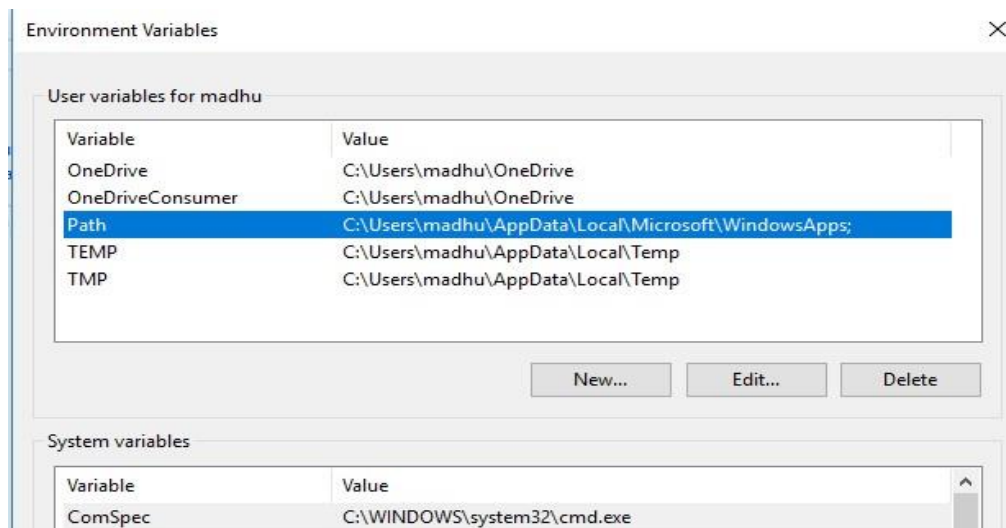 Environment Variables
User variables for madhu
Variable Value
OneDrive C:\Users\madhu\OneDrive
OneDriveConsumer C:\Users\madhu\OneDrive
Path C:\Users\madhu\AppData\Local\Microsoft\WindowsApps;
TEMP C:\Users\madhu\AppData\Local\Temp
TMP C:\Users\madhu\AppData\Local\Temp
New... Edit... Delete
System variables
Variable Value
ComSpec C:\WINDOWS\system32\cmd.exe